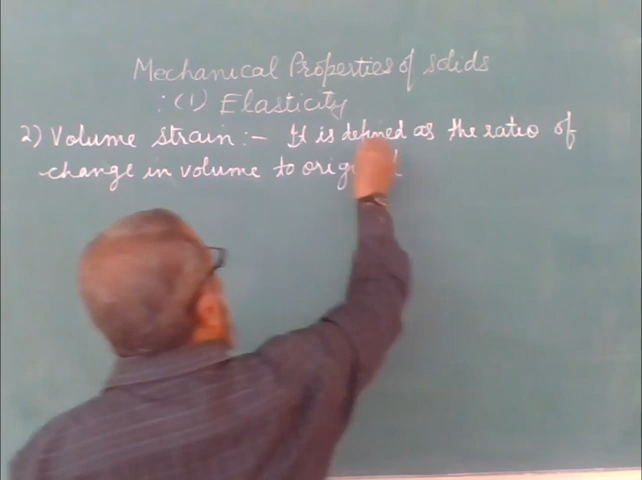 Mechanical Properties of solids
:(1) Elasticity
2) Volume strain:- It is defined as the ratio of
change in volume to